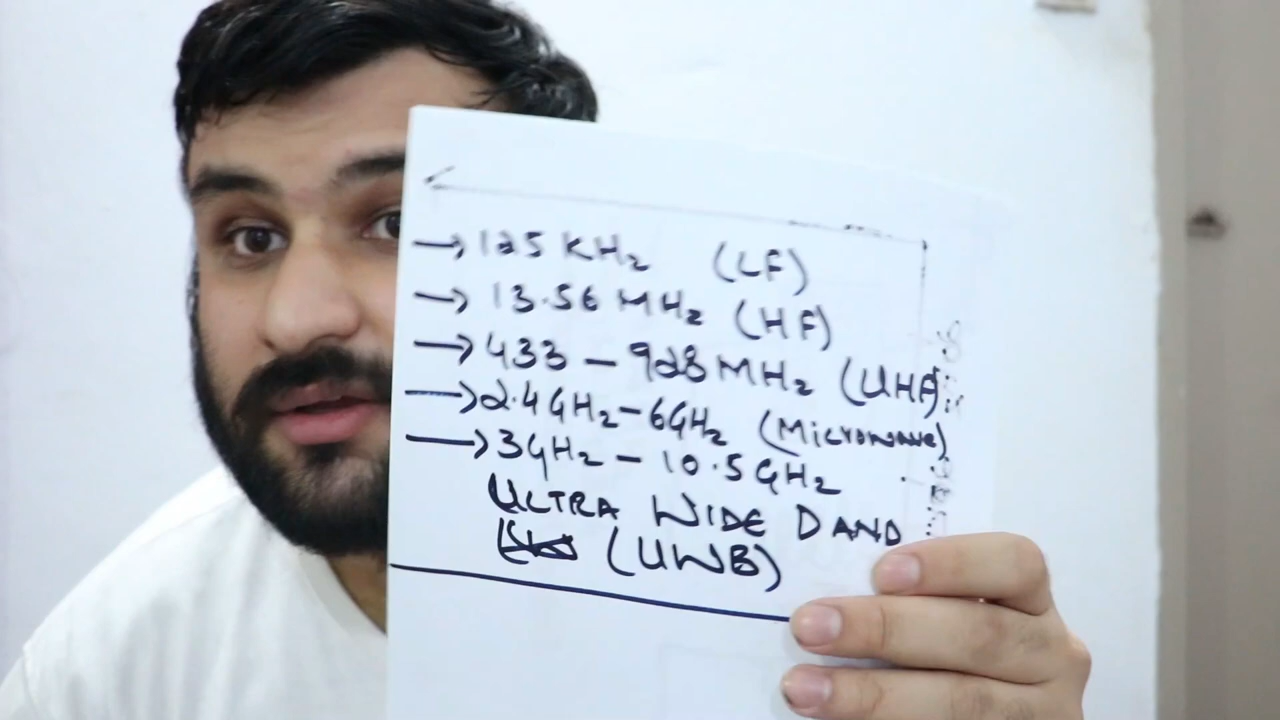 → 125 KHz (LF)
→ 13.56 MHz (HF)
→ 433 – 928 MHz (UHF)
→ 2.4 GHz – 6 GHz (Microwave)
→ 3 GHz – 10.5 GHz
ULTRA WIDE DAND
(UWB)